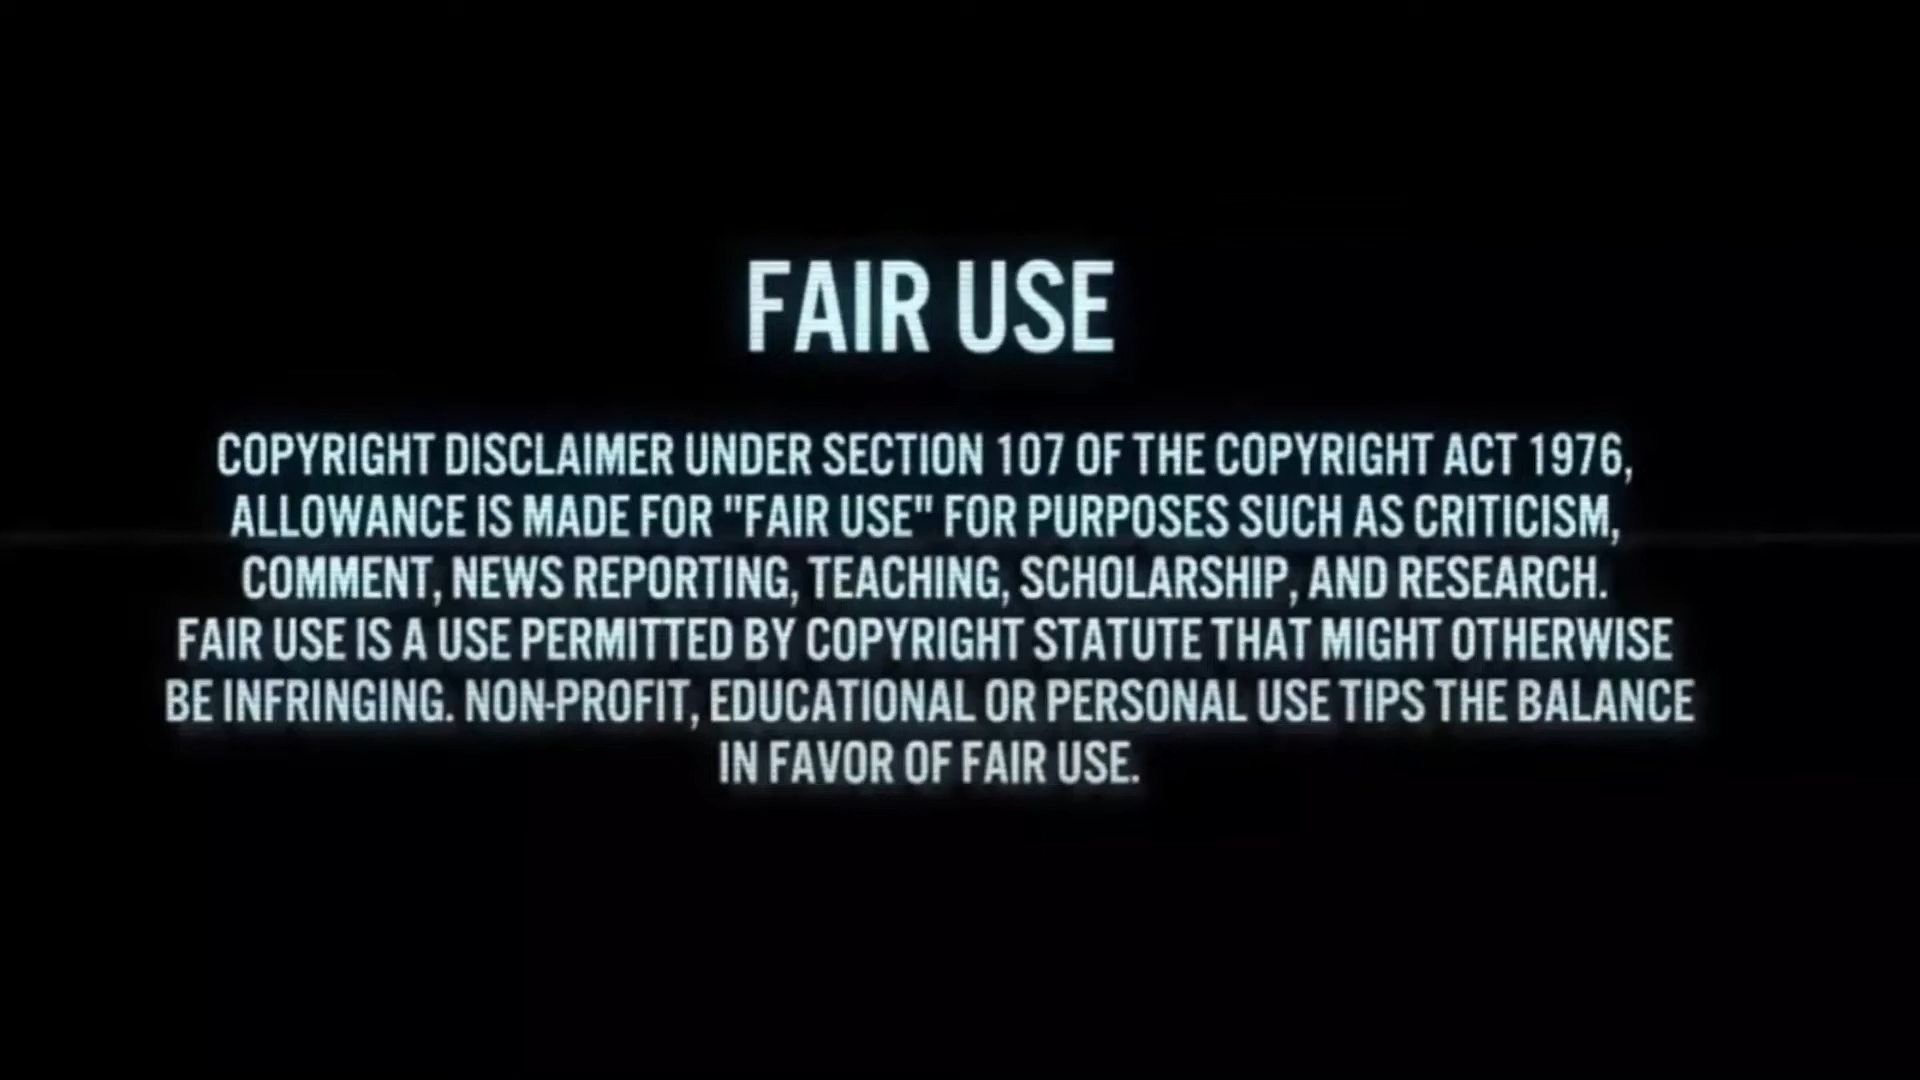 FAIR USE
COPYRIGHT DISCLAIMER UNDER SECTION 107 OF THE COPYRIGHT ACT 1976,
ALLOWANCE IS MADE FOR "FAIR USE" FOR PURPOSES SUCH AS CRITICISM,
COMMENT, NEWS REPORTING, TEACHING, SCHOLARSHIP, AND RESEARCH.
FAIR USE IS A USE PERMITTED BY COPYRIGHT STATUTE THAT MIGHT OTHERWISE
BE INFRINGING. NON-PROFIT, EDUCATIONAL OR PERSONAL USE TIPS THE BALANCE
IN FAVOR OF FAIR USE.